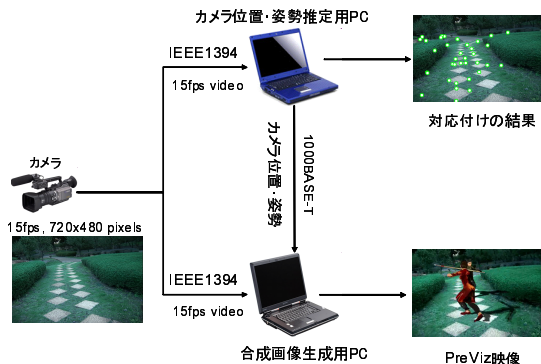 カメラ位置・姿勢推定用PC
IEEE1394
15fps video
対応付けの結果
カメラ
1000BASE-T
カメラ位置・姿勢
15fps, 720x480 pixels
IEEE1394
15fps video
合成画像生成用PC
PreViz映像